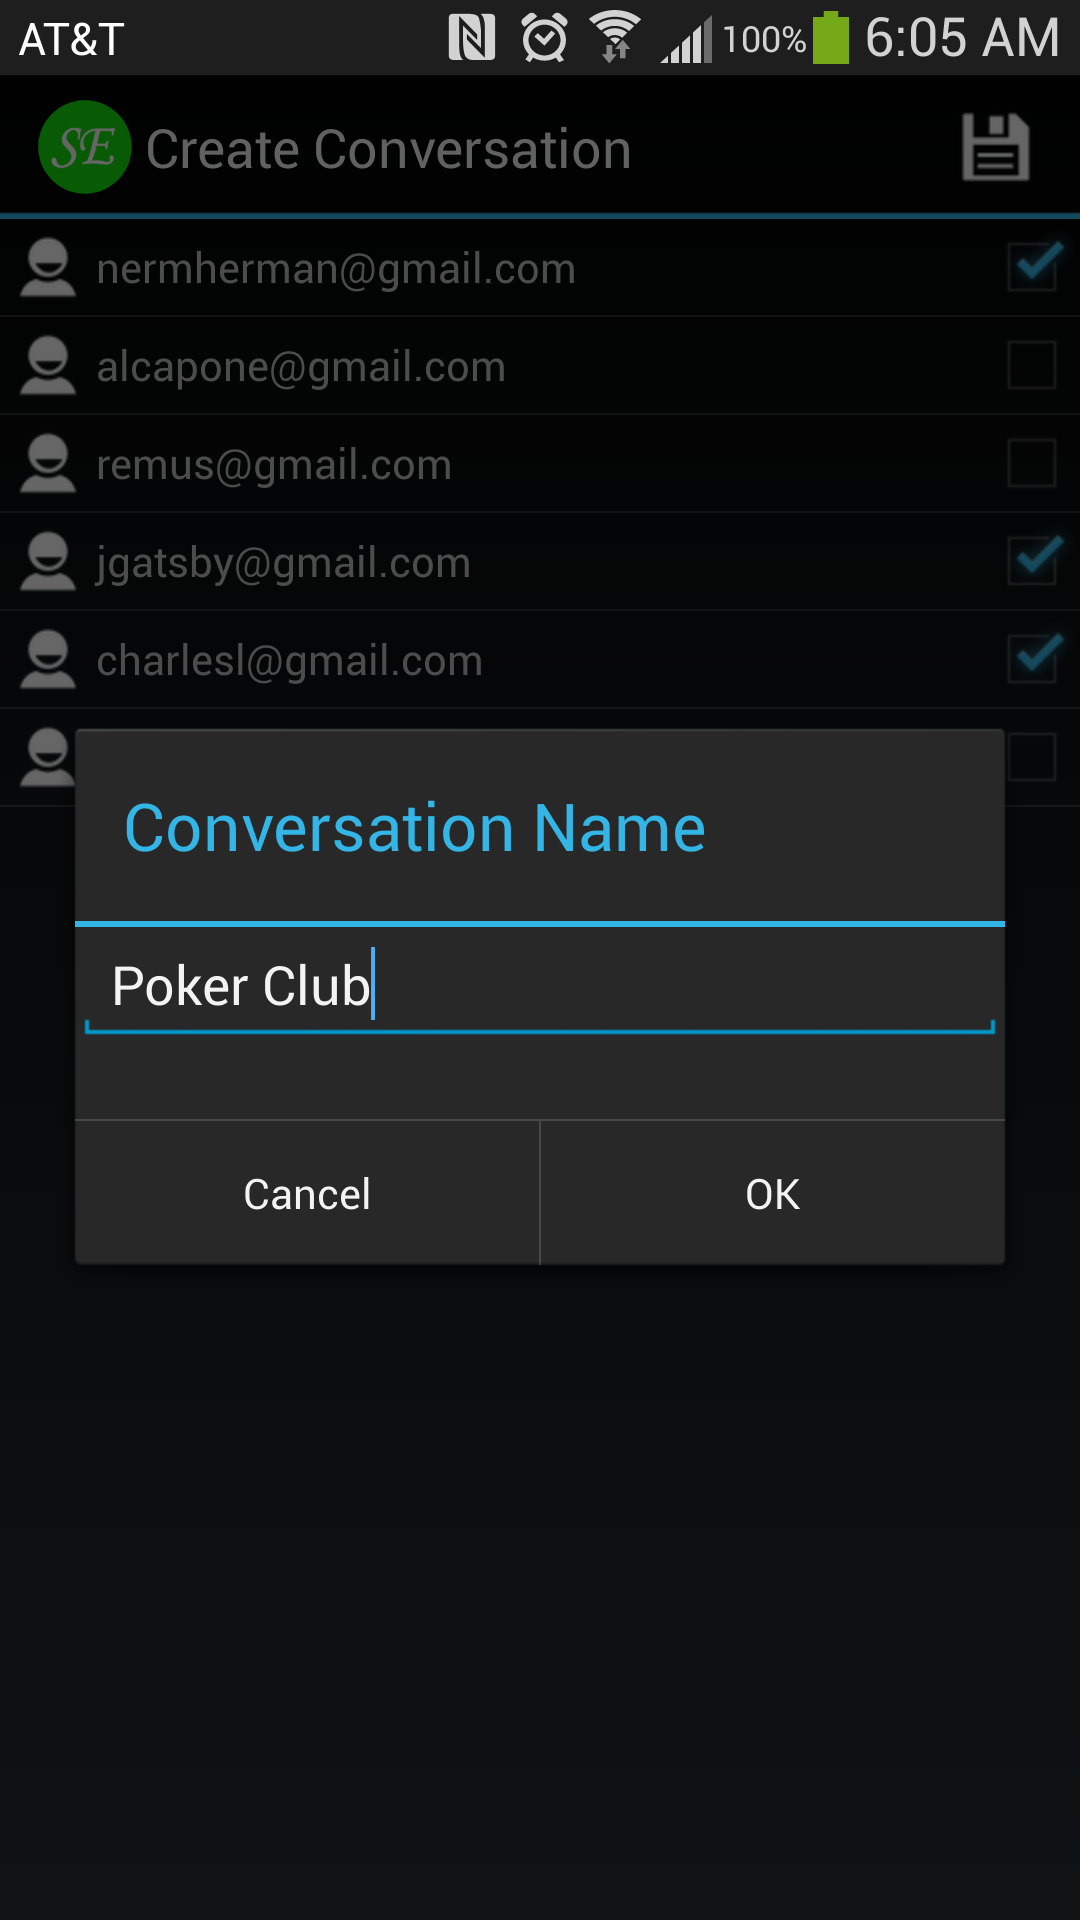 AT&T 100% 6:05 AM
SE Create Conversation
nermherman@gmail.com
alcapone@gmail.com
remus@gmail.com
jgatsby@gmail.com
charlesl@gmail.com
Conversation Name
Poker Club
Cancel OK